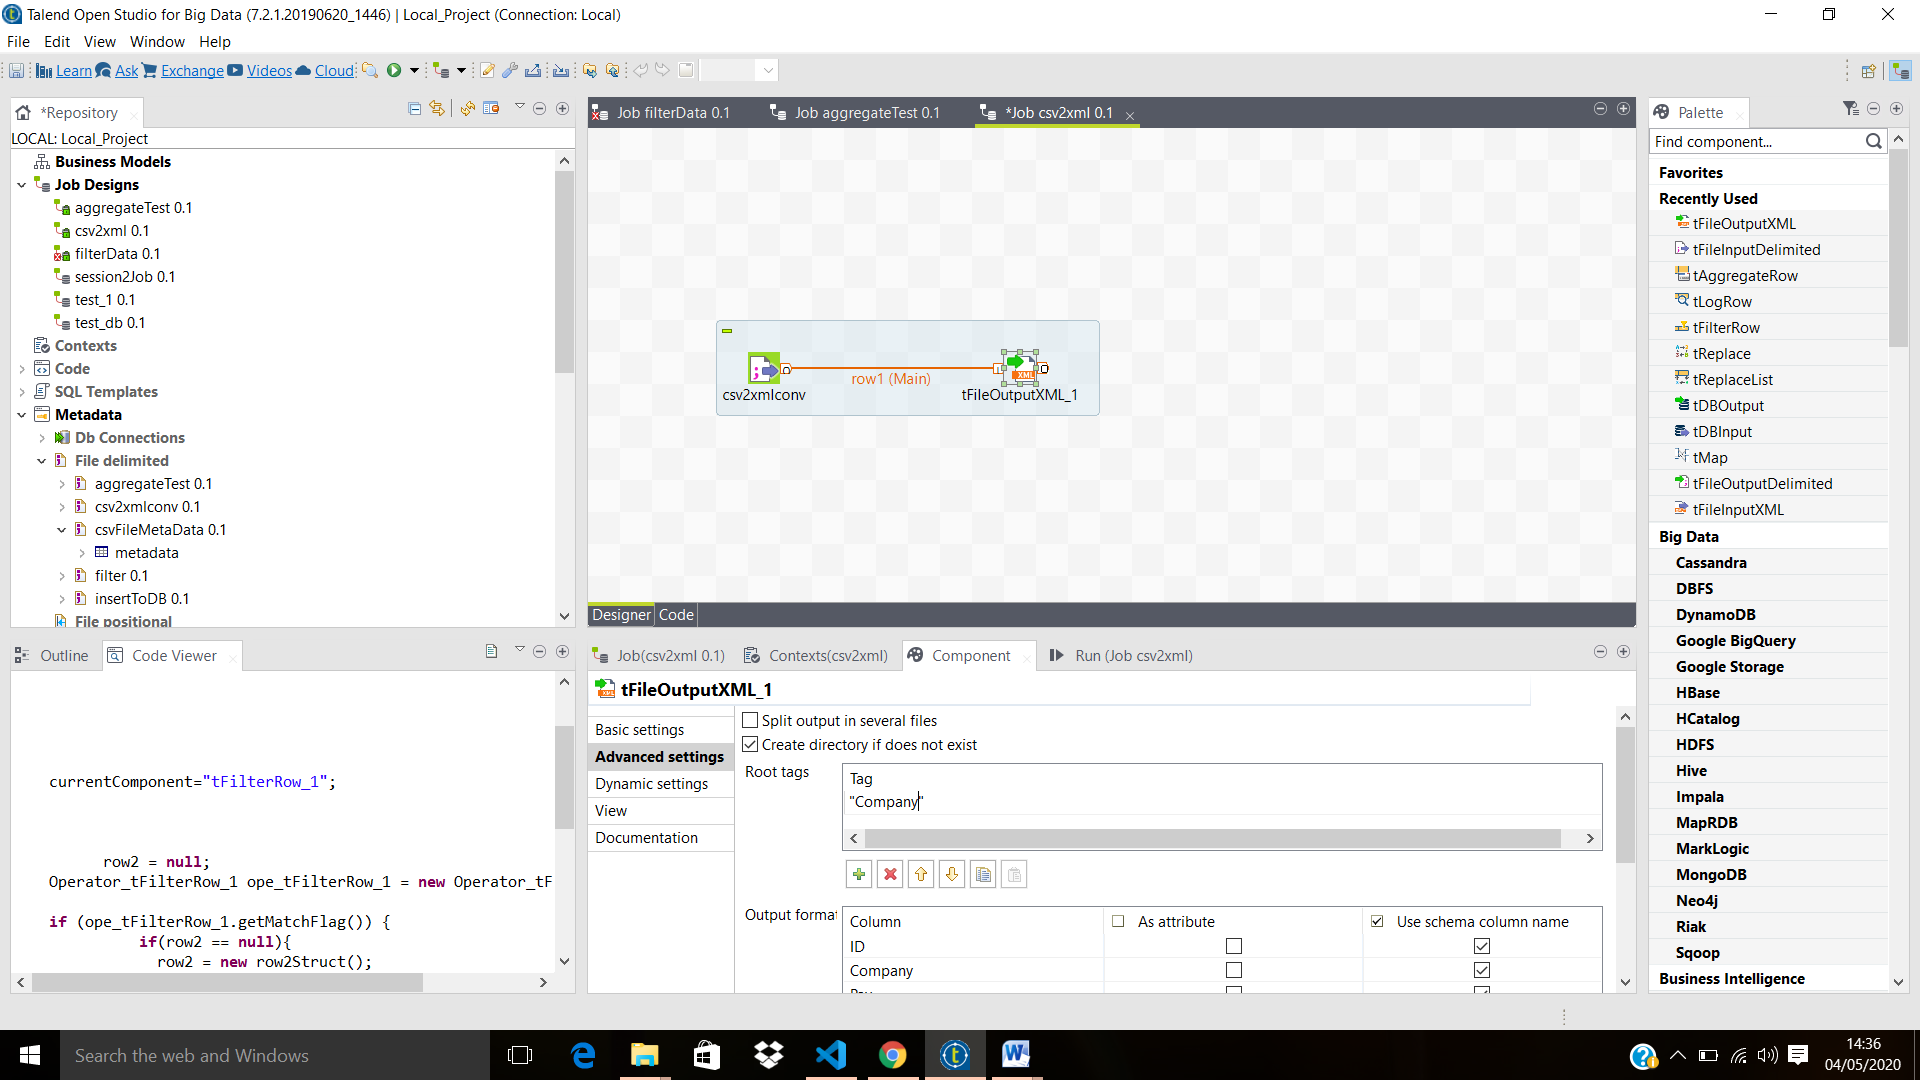 Talend Open Studio for Big Data (7.2.1.20190620_1446) | Local_Project (Connection: Local)
File Edit View Window Help
Learn Ask Exchange Videos Cloud
*Repository
LOCAL: Local_Project
Business Models
Job Designs
aggregateTest 0.1
csv2xml 0.1
filterData 0.1
session2Job 0.1
test_1 0.1
test_db 0.1
Contexts
Code
SQL Templates
Metadata
Db Connections
File delimited
aggregateTest 0.1
csv2xmlconv 0.1
csvFileMetaData 0.1
metadata
filter 0.1
insertToDB 0.1
File positional
Job filterData 0.1 Job aggregateTest 0.1 *Job csv2xml 0.1
row1 (Main)
csv2xmlconv tFileOutputXML_1
Designer Code
Palette
Find component...
Favorites
Recently Used
tFileOutputXML
tFileInputDelimited
tAggregateRow
tLogRow
tFilterRow
tReplace
tReplaceList
tDBOutput
tDBInput
tMap
tFileOutputDelimited
tFileInputXML
Big Data
Cassandra
DBFS
DynamoDB
Google BigQuery
Google Storage
HBase
HCatalog
HDFS
Hive
Impala
MapRDB
MarkLogic
MongoDB
Neo4j
Riak
Sqoop
Business Intelligence
Outline Code Viewer
currentComponent="tFilterRow_1";
row2 = null;
Operator_tFilterRow_1 ope_tFilterRow_1 = new Operator_tF
if (ope_tFilterRow_1.getMatchFlag()) {
if(row2 == null){
row2 = new row2Struct();
Job(csv2xml 0.1) Contexts(csv2xml) Component Run (Job csv2xml)
tFileOutputXML_1
Basic settings
Advanced settings
Dynamic settings
View
Documentation
Split output in several files
Create directory if does not exist
Root tags
Tag
"Company"
Output format
Column As attribute Use schema column name
ID
Company
Search the web and Windows
14:36
04/05/2020